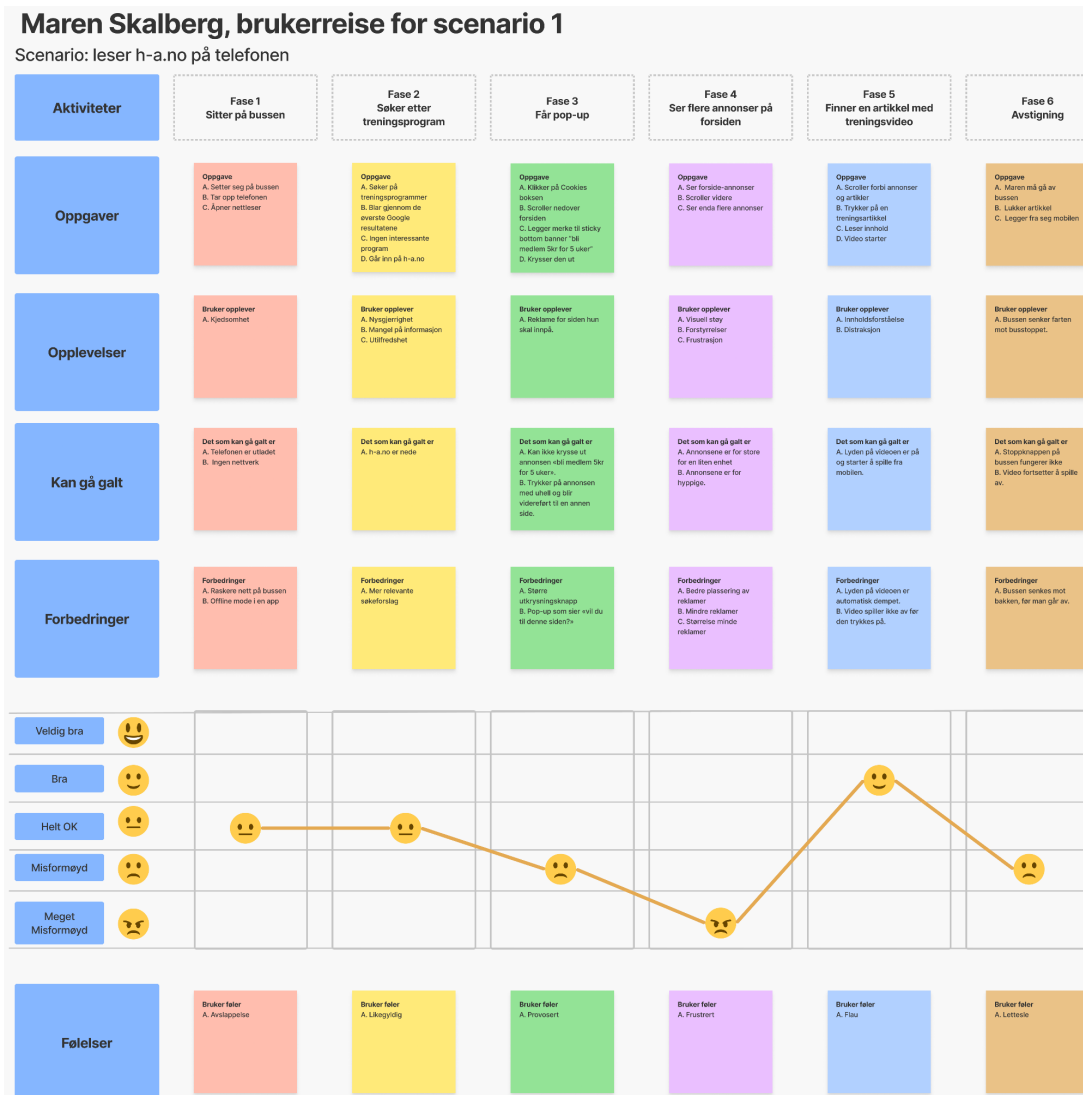 Maren Skalberg, brukerreise for scenario 1
Scenario: leser h-a.no på telefonen
Aktiviteter
Fase 1
Sitter på bussen
Fase 2
Søker etter
treningsprogram
Fase 3
Får pop-up
Fase 4
Ser flere annonser på
forsiden
Fase 5
Finner en artikkel med
treningsvideo
Fase 6
Avstigning
Oppgaver
Oppgave
A. Setter seg på bussen
B. Tar opp telefonen
C. Åpner nettleser
Oppgave
A. Søker på
treningsprogrammer
B. Blar gjennom de
øverste Google
resultatene
C. Ingen interessante
program
D. Går inn på h-a.no
Oppgave
A. Klikker på Cookies
boksen
B. Scroller nedover
forsiden
C. Legger merke til sticky
bottom banner "bli
medlem 5kr for 5 uker"
D. Krysser den ut
Oppgave
A. Ser forside-annonser
B. Scroller videre
C. Ser enda flere annonser
Oppgave
A. Scroller forbi annonser
og artikler
B. Trykker på en
treningsartikkel
C. Leser innhold
D. Video starter
Oppgave
A. Maren må gå av
bussen
B. Lukker artikkel
C. Legger fra seg mobilen
Opplevelser
Bruker opplever
A. Kjedsomhet
Bruker opplever
A. Nysgjerrighet
B. Mangel på informasjon
C. Utilfredshet
Bruker opplever
A. Reklame for siden hun
skal innpå.
Bruker opplever
A. Visuell støy
B. Forstyrrelser
C. Frustrasjon
Bruker opplever
A. Innholdsforståelse
B. Distraksjon
Bruker opplever
A. Bussen senker farten
mot busstoppet.
Kan gå galt
Det som kan gå galt er
A. Telefonen er utladet
B. Ingen nettverk
Det som kan gå galt er
A. h-a.no er nede
Det som kan gå galt er
A. Kan ikke krysse ut
annonsen «bli medlem 5kr
for 5 uker».
B. Trykker på annonsen
med uhell og blir
videreført til en annen
side.
Det som kan gå galt er
A. Annonsene er for store
for en liten enhet
B. Annonsene er for
hyppige.
Det som kan gå galt er
A. Lyden på videoen er på
og starter å spille fra
mobilen.
Det som kan gå galt er
A. Stoppknappen på
bussen fungerer ikke
B. Video fortsetter å spille
av.
Forbedringer
Forbedringer
A. Raskere nett på bussen
B. Offline mode i en app
Forbedringer
A. Mer relevante
søkeforslag
Forbedringer
A. Større
utkrysningsknapp
B. Pop-up som sier «vil du
til denne siden?»
Forbedringer
A. Bedre plassering av
reklamer
B. Mindre reklamer
C. Størrelse minde
reklamer
Forbedringer
A. Lyden på videoen er
automatisk dempet.
B. Video spiller ikke av før
den trykkes på.
Forbedringer
A. Bussen senkes mot
bakken, før man går av.
Veldig bra
Bra
Helt OK
Misformøyd
Meget
Misformøyd
Følelser
Bruker føler
A. Avslappelse
Bruker føler
A. Likegyldig
Bruker føler
A. Provosert
Bruker føler
A. Frustrert
Bruker føler
A. Flau
Bruker føler
A. Lettesle